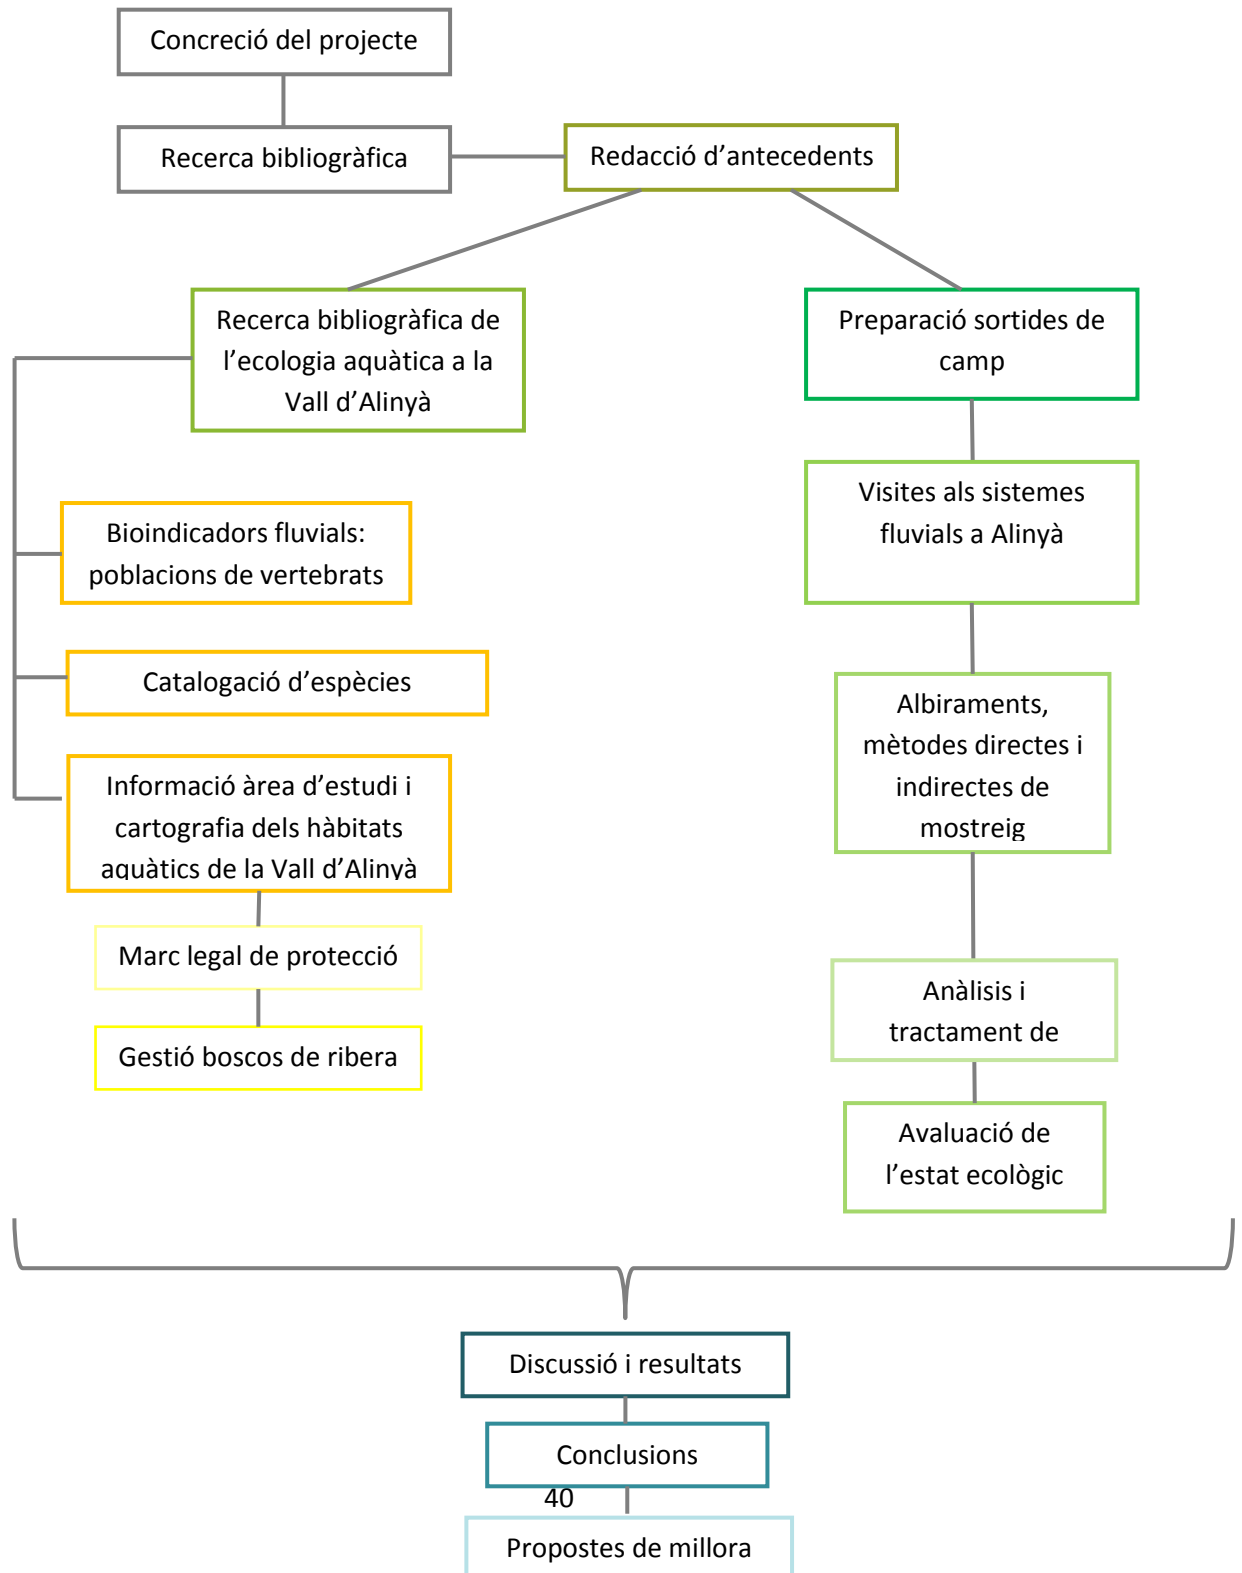 Concreció del projecte
Recerca bibliogràfica
Redacció d’antecedents
Recerca bibliogràfica de
l’ecologia aquàtica a la
Vall d’Alinyà
Bioindicadors fluvials:
poblacions de vertebrats
Catalogació d’espècies
Informació àrea d’estudi i
cartografia dels hàbitats
aquàtics de la Vall d’Alinyà
Marc legal de protecció
Gestió boscos de ribera
Preparació sortides de
camp
Visites als sistemes
fluvials a Alinyà
Albiraments,
mètodes directes i
indirectes de
mostreig
Anàlisis i
tractament de
Avaluació de
l’estat ecològic
Discussió i resultats
Conclusions
40
Propostes de millora